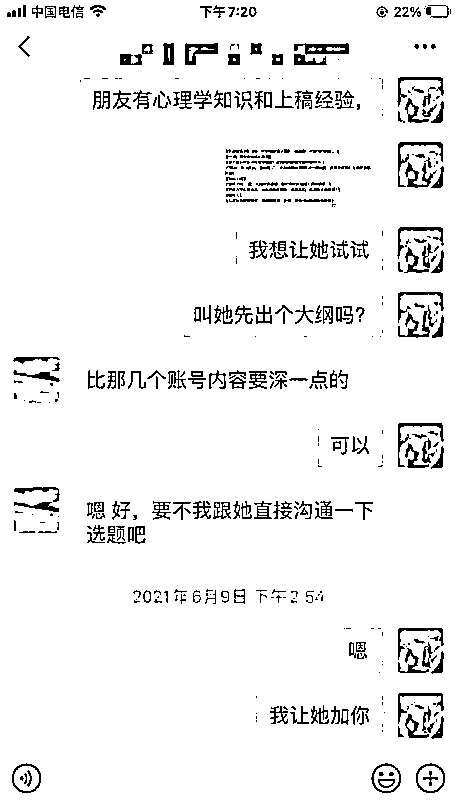 中国电信 下午7:20 22%
朋友有心理学知识和上稿经验，
我想让她试试
叫她先出个大纲吗？
比那几个账号内容要深一点的
可以
嗯 好，要不我跟她直接沟通一下
选题吧
2021年6月9日 下午2:54
嗯
我让她加你